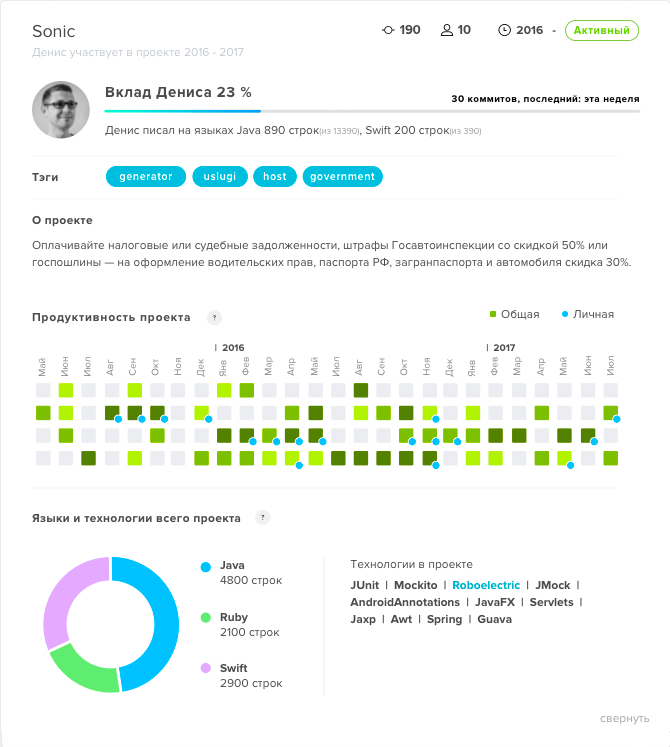 Sonic
190 10 2016 - Активный
Денис участвует в проекте 2016 - 2017
Вклад Дениса 23 %
30 коммитов, последний: эта неделя
Денис писал на языках Java 890 строк(из 13390), Swift 200 строк(из 390)
Тэги generator uslugi host government
О проекте
Оплачивайте налоговые или судебные задолженности, штрафы Госавтоинспекции со скидкой 50% или
госпошлины — на оформление водительских прав, паспорта РФ, загранпаспорта и автомобиля скидка 30%.
Продуктивность проекта ? Общая Личная
2016 2017
Май Июн Июл Авг Сен Окт Ноя Дек Янв Фев Мар Апр Май Июл Авг Сен Окт Ноя Дек Янв Фев Мар Апр Май Июн Июл
Языки и технологии всего проекта ?
Java
4800 строк
Ruby
2100 строк
Swift
2900 строк
Технологии в проекте
JUnit | Mockito | Roboelectric | JMock |
AndroidAnnotations | JavaFX | Servlets |
Jaxp | Awt | Spring | Guava
свернуть